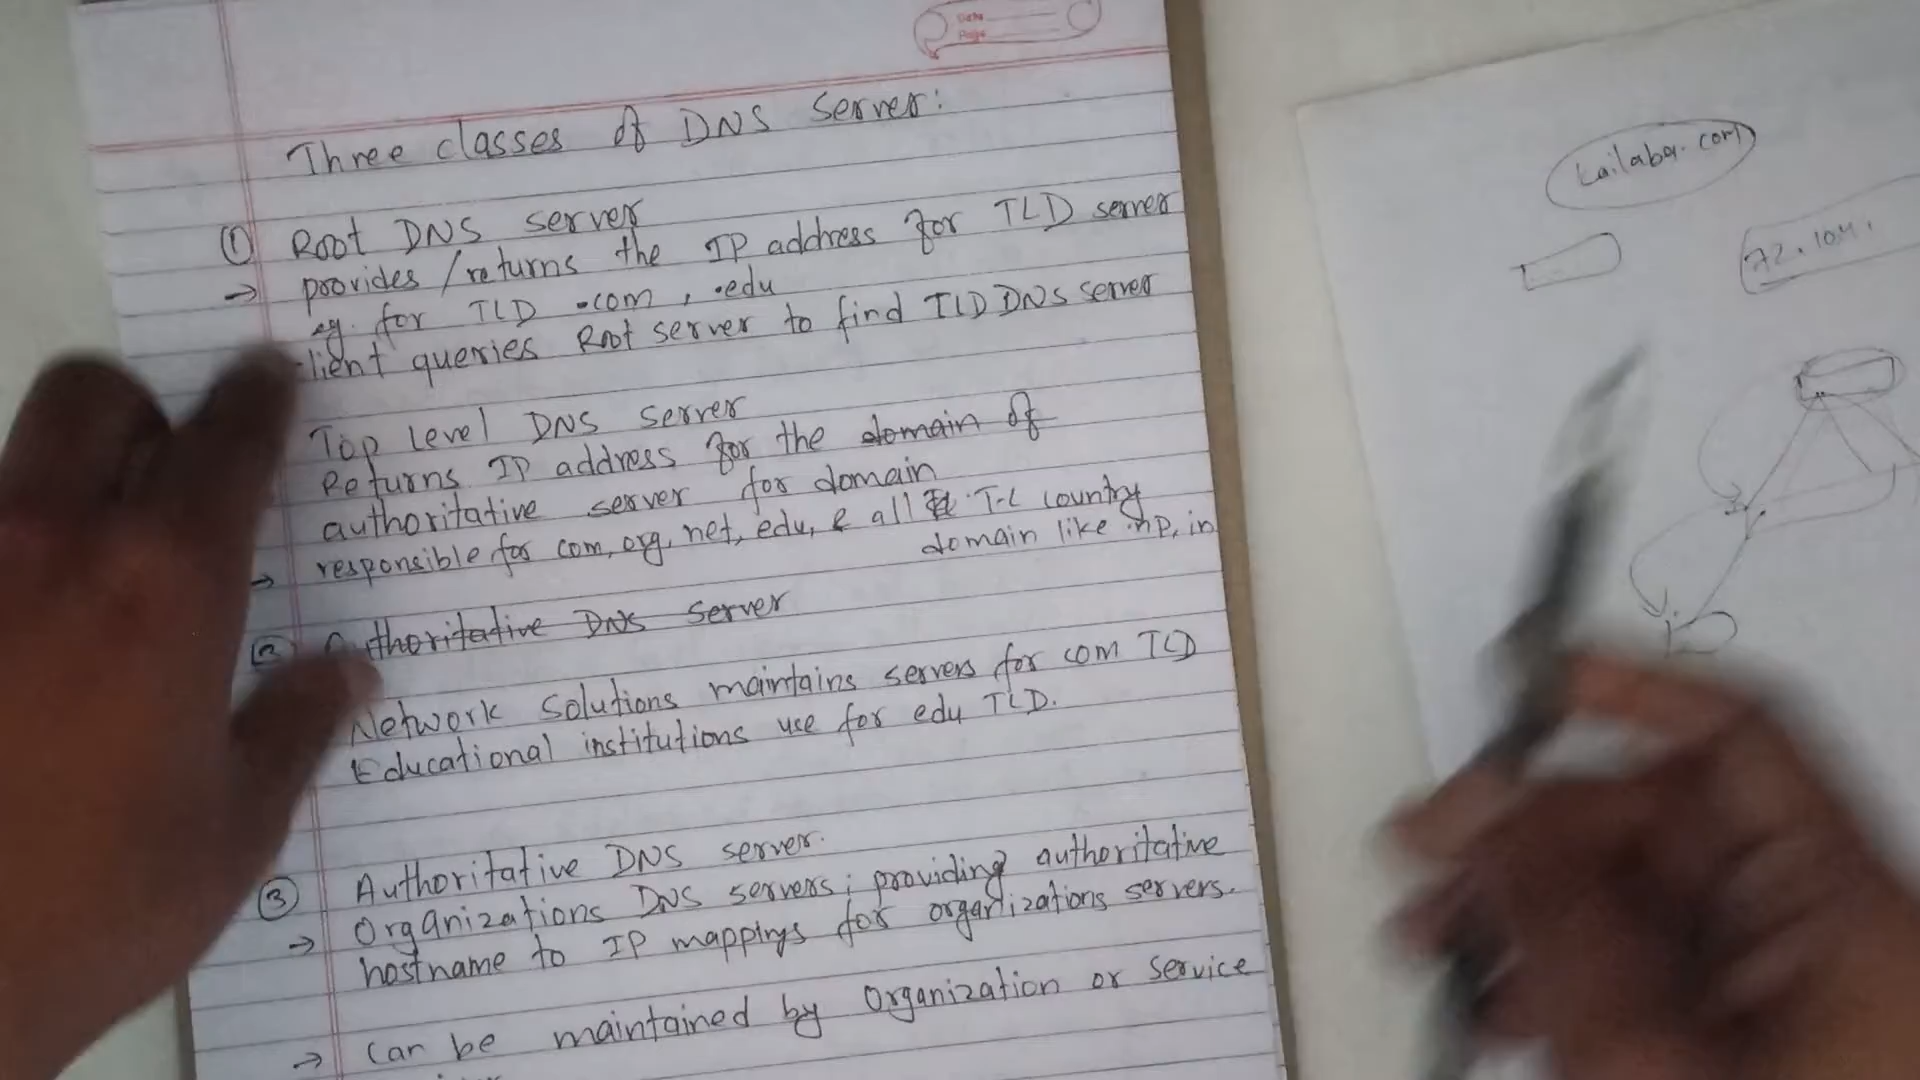 Date
Page
Three classes of DNS Server:
① Root DNS server
→ provides /returns the IP address for TLD server
eg. for TLD .com, .edu
lient queries Root server to find TLD DNS server
Top Level DNS Server
Returns IP address for the domain of
authoritative server for domain
→ responsible for com, org, net, edu, & all T-L country
domain like np, in
Authoritative DNS Server
Network Solutions maintains servers for com TLD
Educational institutions use for edu TLD.
③ Authoritative DNS server.
→ Organizations DNS servers; providing authoritative
hostname to IP mappings for organizations servers.
→ Can be maintained by Organization or Service
kailaba.com
72.104.